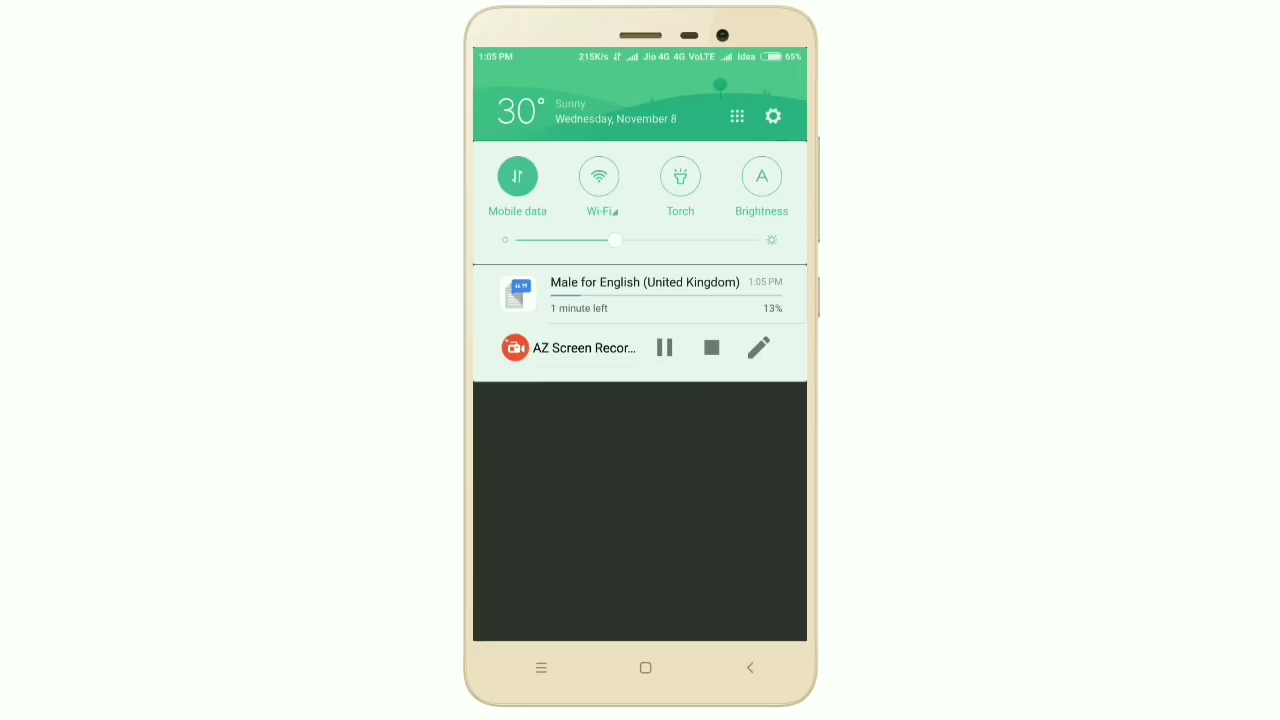 1:05 PM 215K/s Jio 4G 4G VoLTE Idea 65%
30° Sunny
Wednesday, November 8
Mobile data Wi-Fi Torch Brightness
A
Male for English (United Kingdom) 1:05 PM
1 minute left 13%
AZ Screen Recor...